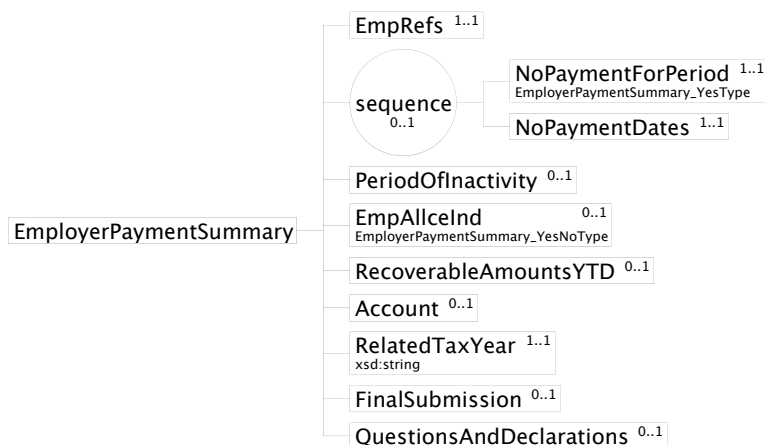 EmpRefs 1..1
sequence
0..1
NoPaymentForPeriod 1..1
EmployerPaymentSummary_YesType
NoPaymentDates 1..1
PeriodOfInactivity 0..1
EmployerPaymentSummary
EmpAllceInd 0..1
EmployerPaymentSummary_YesNoType
RecoverableAmountsYTD 0..1
Account 0..1
RelatedTaxYear 1..1
xsd:string
FinalSubmission 0..1
QuestionsAndDeclarations 0..1